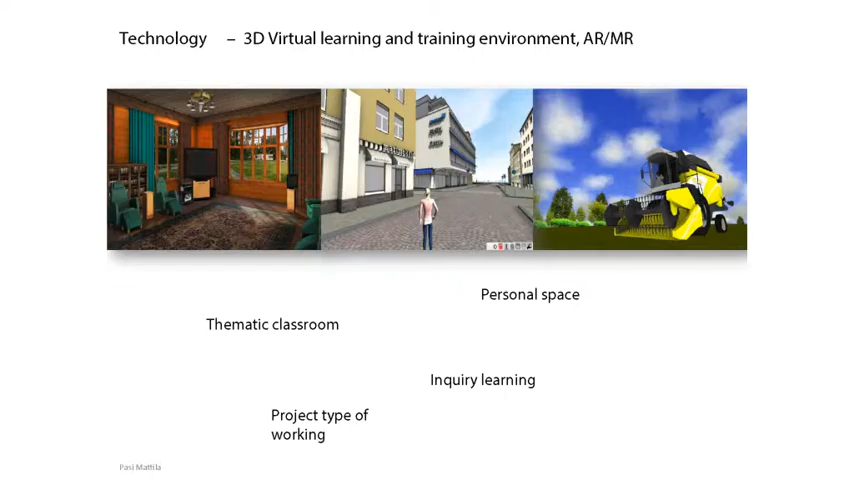 Technology – 3D Virtual learning and training environment, AR/MR
Personal space
Thematic classroom
Inquiry learning
Project type of
working
Pasi Mattila